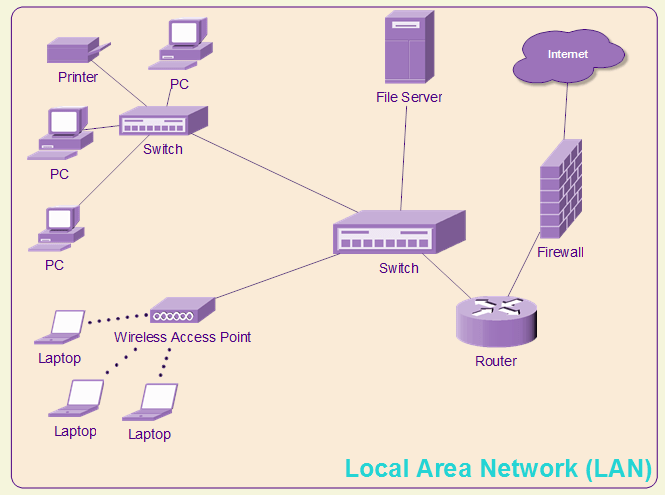 Internet
Printer
PC
File Server
Switch
PC
Firewall
PC
Switch
Wireless Access Point
Laptop
Router
Laptop
Laptop
Local Area Network (LAN)